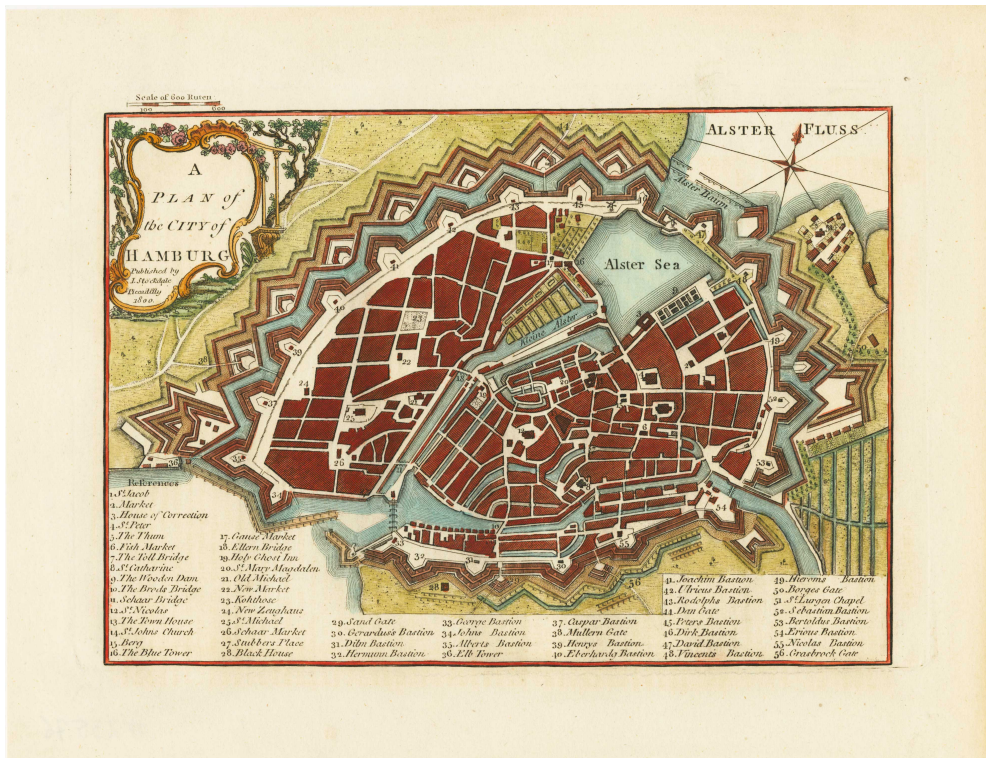 Scale of 600 Ruten
300 600
A
PLAN of
the CITY of
HAMBURG
Published by
I. Stockdale
Piccadilly
1800.
ALSTER FLUSS
Alster Baum
Alster Sea
Kleine Alster
References
1. St. Jacob
2. Market
3. House of Correction
4. St. Peter
5. The Thum
6. Fish Market
7. The Toll Bridge
8. St. Catharine
9. The Wooden Dam
10. The Brods Bridge
11. Schaar Bridge
12. St. Nicolas
13. The Town House
14. St. Johns Church
15. Berg
16. The Blue Tower
17. Ganse Market
18. Ellern Bridge
19. Holy Ghost Inn
20. St. Mary Magdalen
21. Old Michael
22. New Market
23. Kohthose
24. New Zeughaus
25. St. Michael
26. Schaar Market
27. Stubbers Place
28. Black House
29. Sand Gate
30. Gerarduss Bastion
31. Dilm Bastion
32. Hermann Bastion
33. George Bastion
34. Johns Bastion
35. Alberts Bastion
36. Elb Tower
37. Caspar Bastion
38. Mullern Gate
39. Henrys Bastion
40. Eberhardg Bastion
41. Joachim Bastion
42. Ulricus Bastion
43. Rodolphs Bastion
44. Dan Gate
45. Peters Bastion
46. Dirk Bastion
47. David Bastion
48. Vincents Bastion
49. Hieroms Bastion
50. Borges Gate
51. St. Lurgen Chapel
52. Sebastian Bastion
53. Bertoldus Bastion
54. Erious Bastion
55. Nicolas Bastion
56. Grasbrock Gate